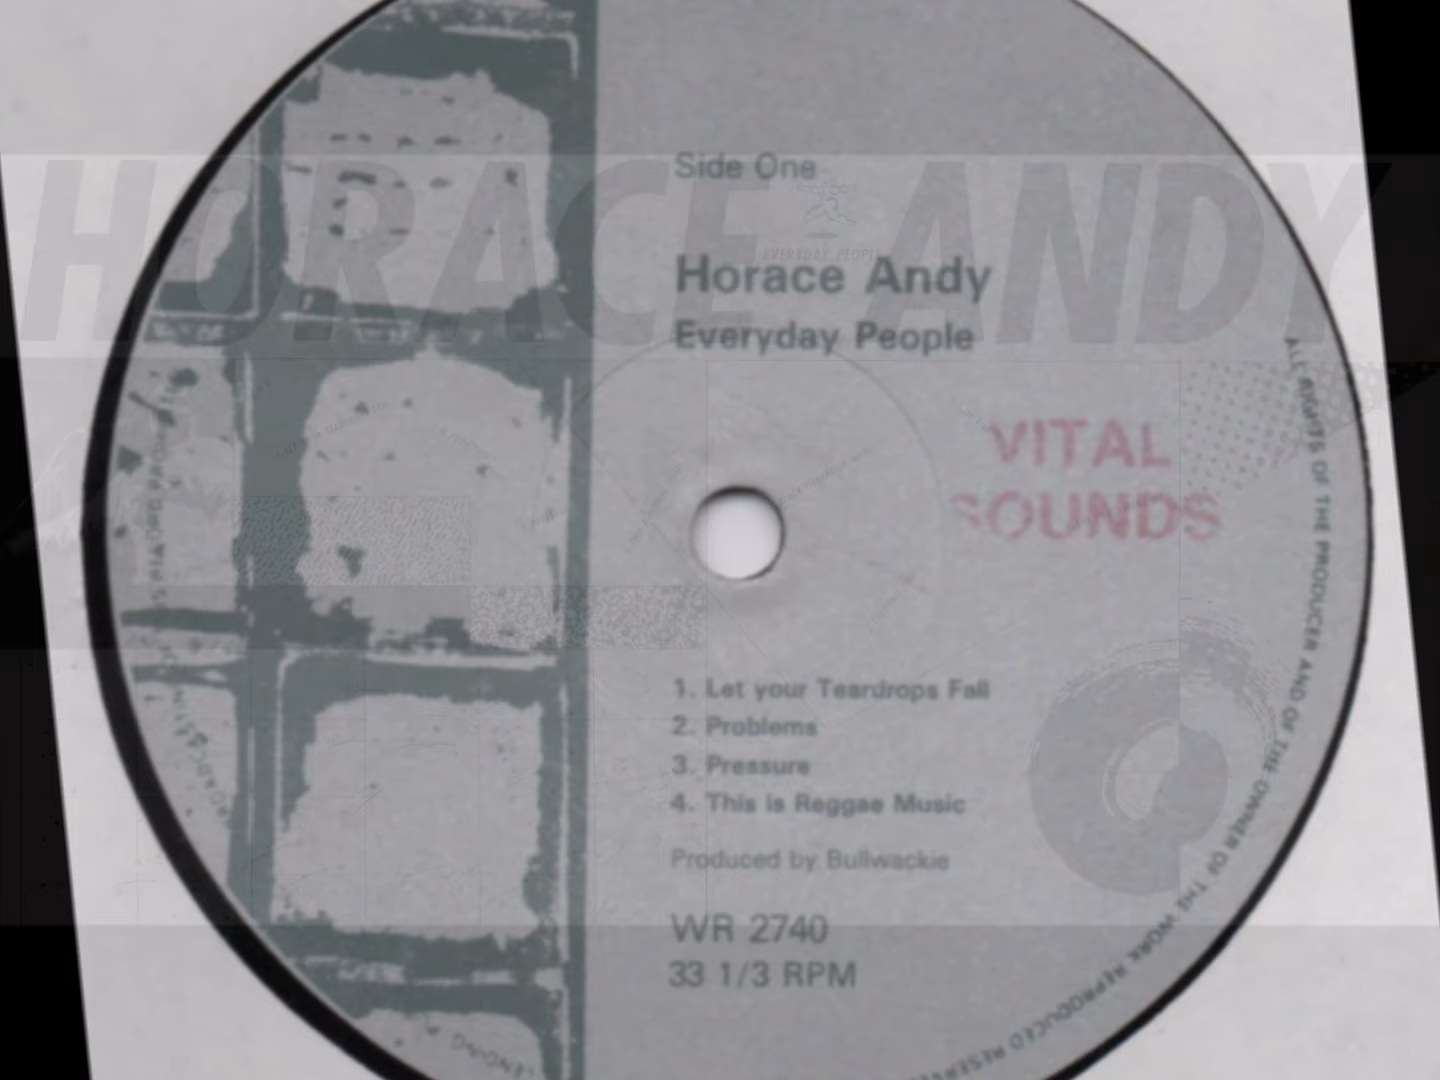 Side One
HORACE ANDY
EVERYDAY PEOPLE
Horace Andy
Everyday People
VITAL
SOUNDS
1. Let your Teardrops Fall
2. Problems
3. Pressure
4. This is Reggae Music
Produced by Bullwackie
WR 2740
33 1/3 RPM
ALL RIGHTS OF THE PRODUCER AND OF THE OWNER OF THE WORK REPRODUCED RESERVED